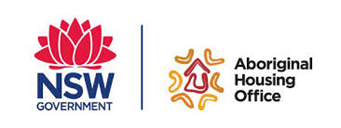 NSW
GOVERNMENT
Aboriginal
Housing
Office